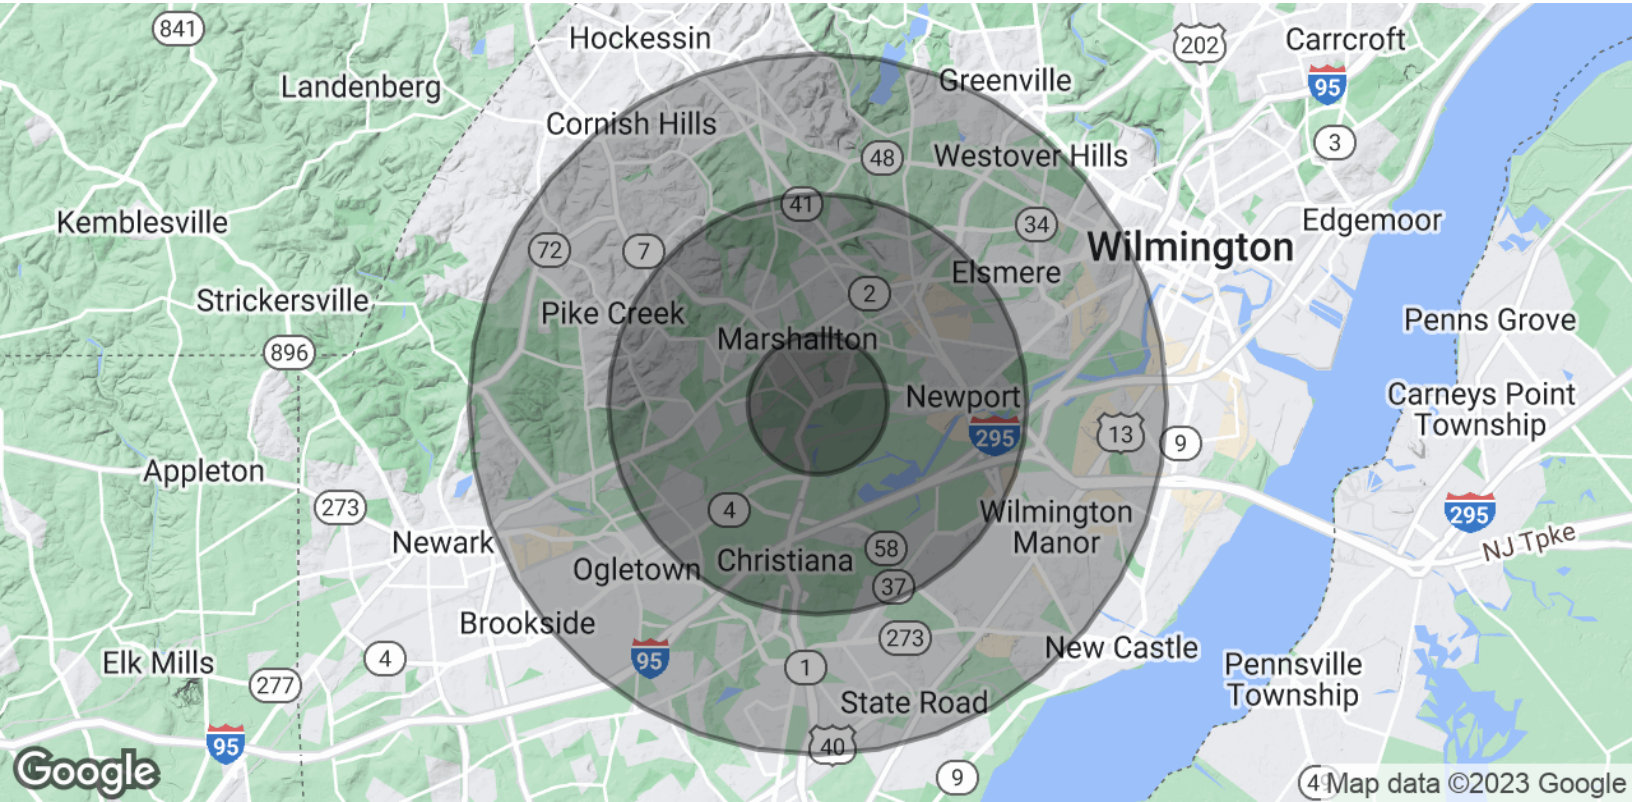 841
Hockessin
202
Carrcroft
Landenberg
Greenville
95
Cornish Hills
48
Westover Hills
3
Kemblesville
41
34
Edgemoor
72
7
Wilmington
Elsmere
2
Strickersville
Pike Creek
Penns Grove
896
Marshallton
Newport
Carneys Point
Township
295
13
9
Appleton
273
4
Wilmington
Manor
295
NJ Tpke
Newark
58
Ogletown
Christiana
37
Brookside
273
4
95
1
New Castle
Elk Mills
277
Pennsville
Township
State Road
95
40
9
Google
Map data ©2023 Google